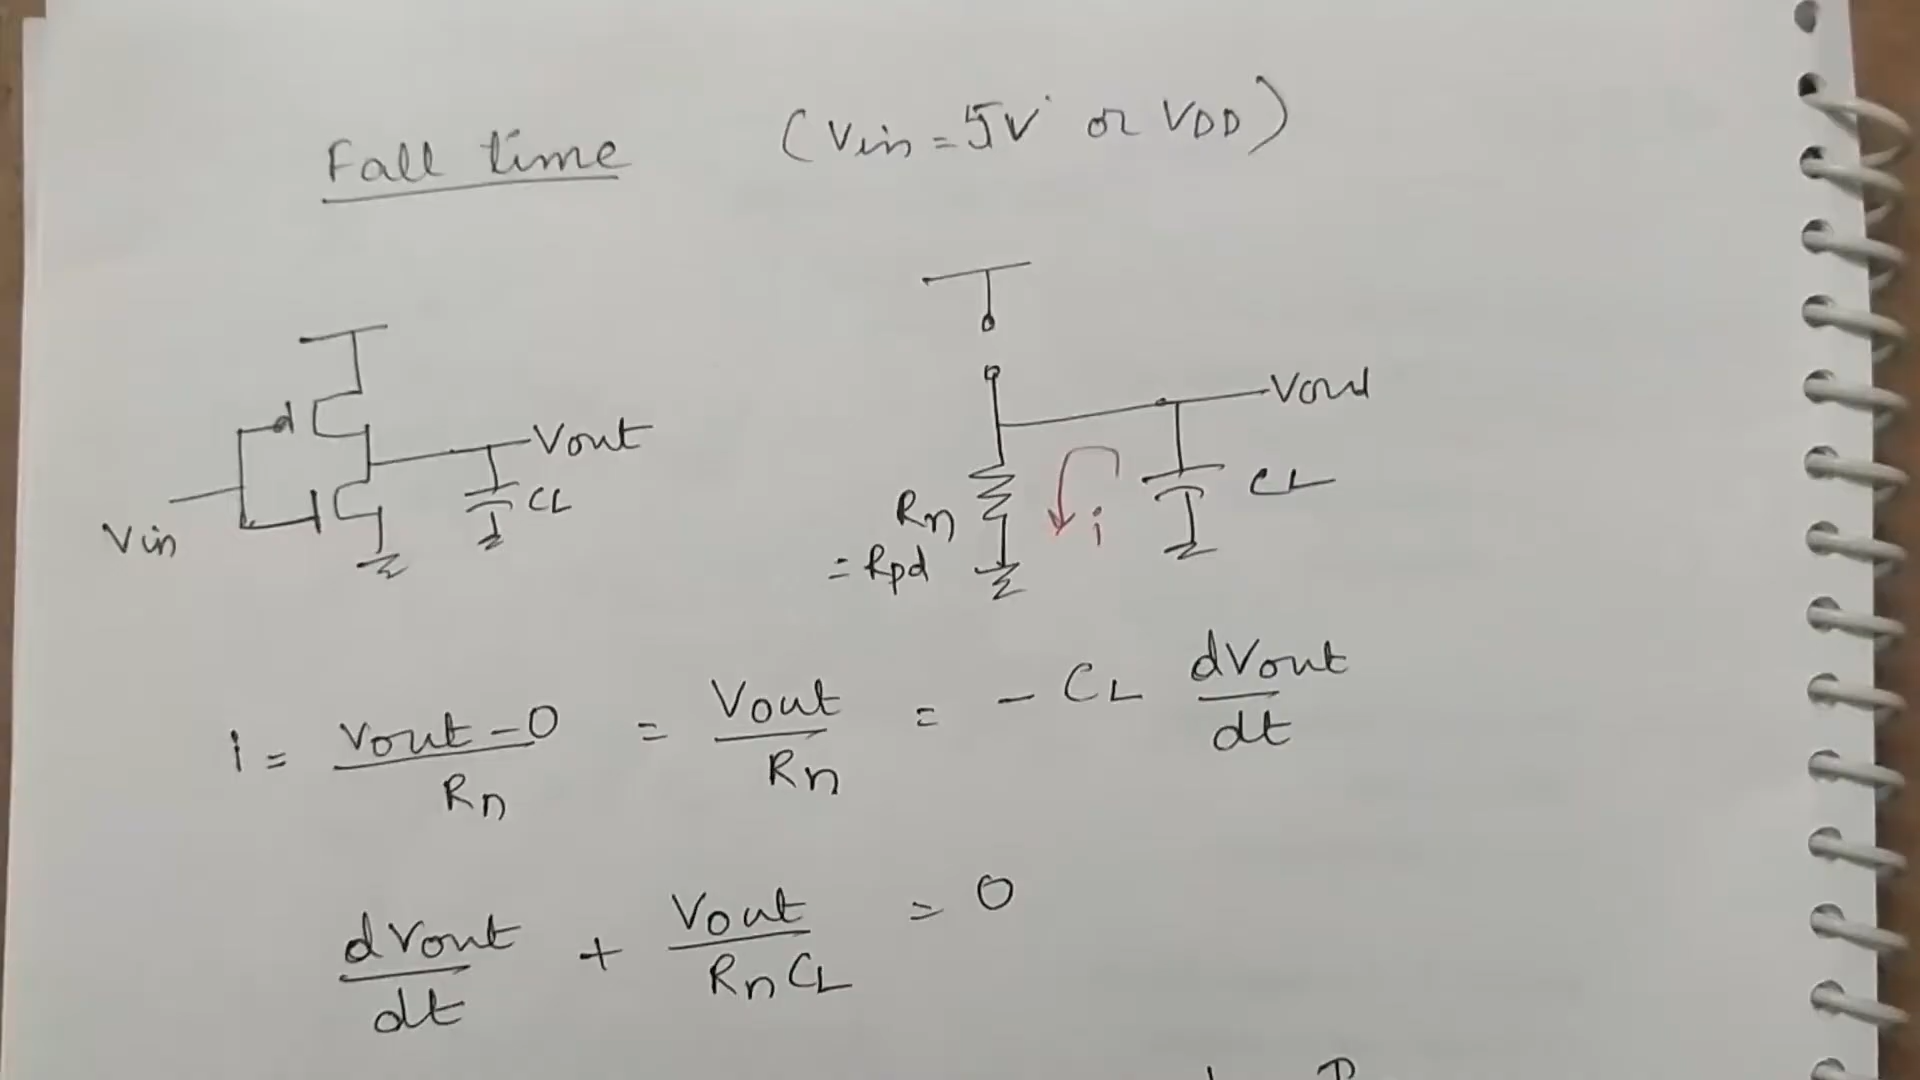 Fall time (Vin = 5V or VDD)
Vout
CL
Vin
Vout
CL
Rn
= Rpd
i
i = Vout - 0 / Rn = Vout / Rn = - CL dVout / dt
dVout / dt + Vout / RnCL = 0